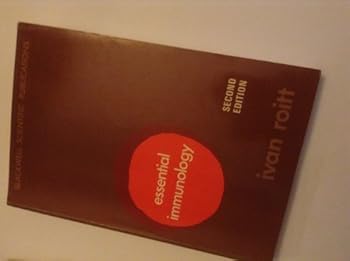 BLACKWELL SCIENTIFIC PUBLICATIONS
essential
immunology
SECOND
EDITION
ivan roitt